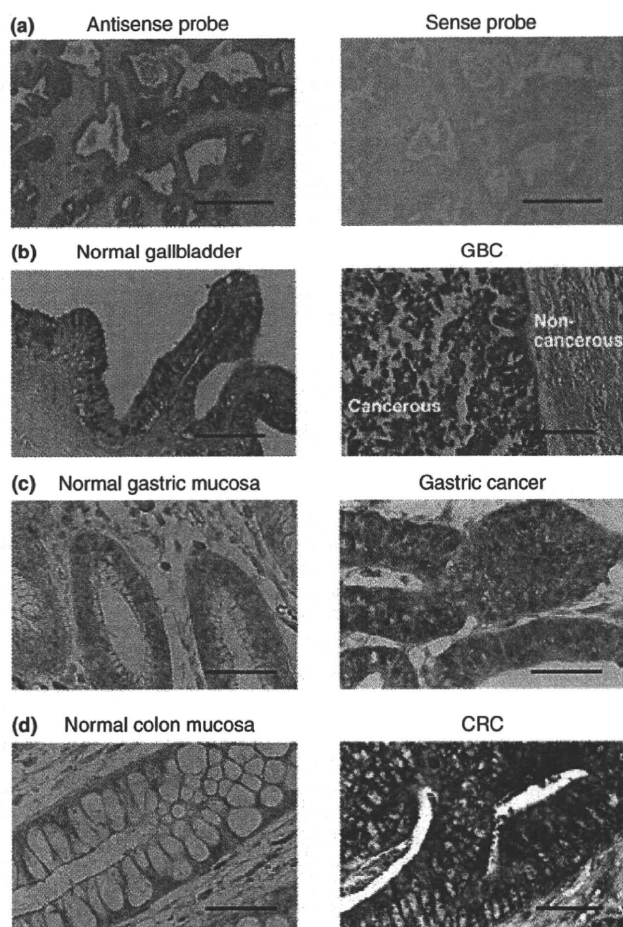 (a) Antisense probe Sense probe
(b) Normal gallbladder GBC
Non-
cancerous
Cancerous
(c) Normal gastric mucosa Gastric cancer
(d) Normal colon mucosa CRC